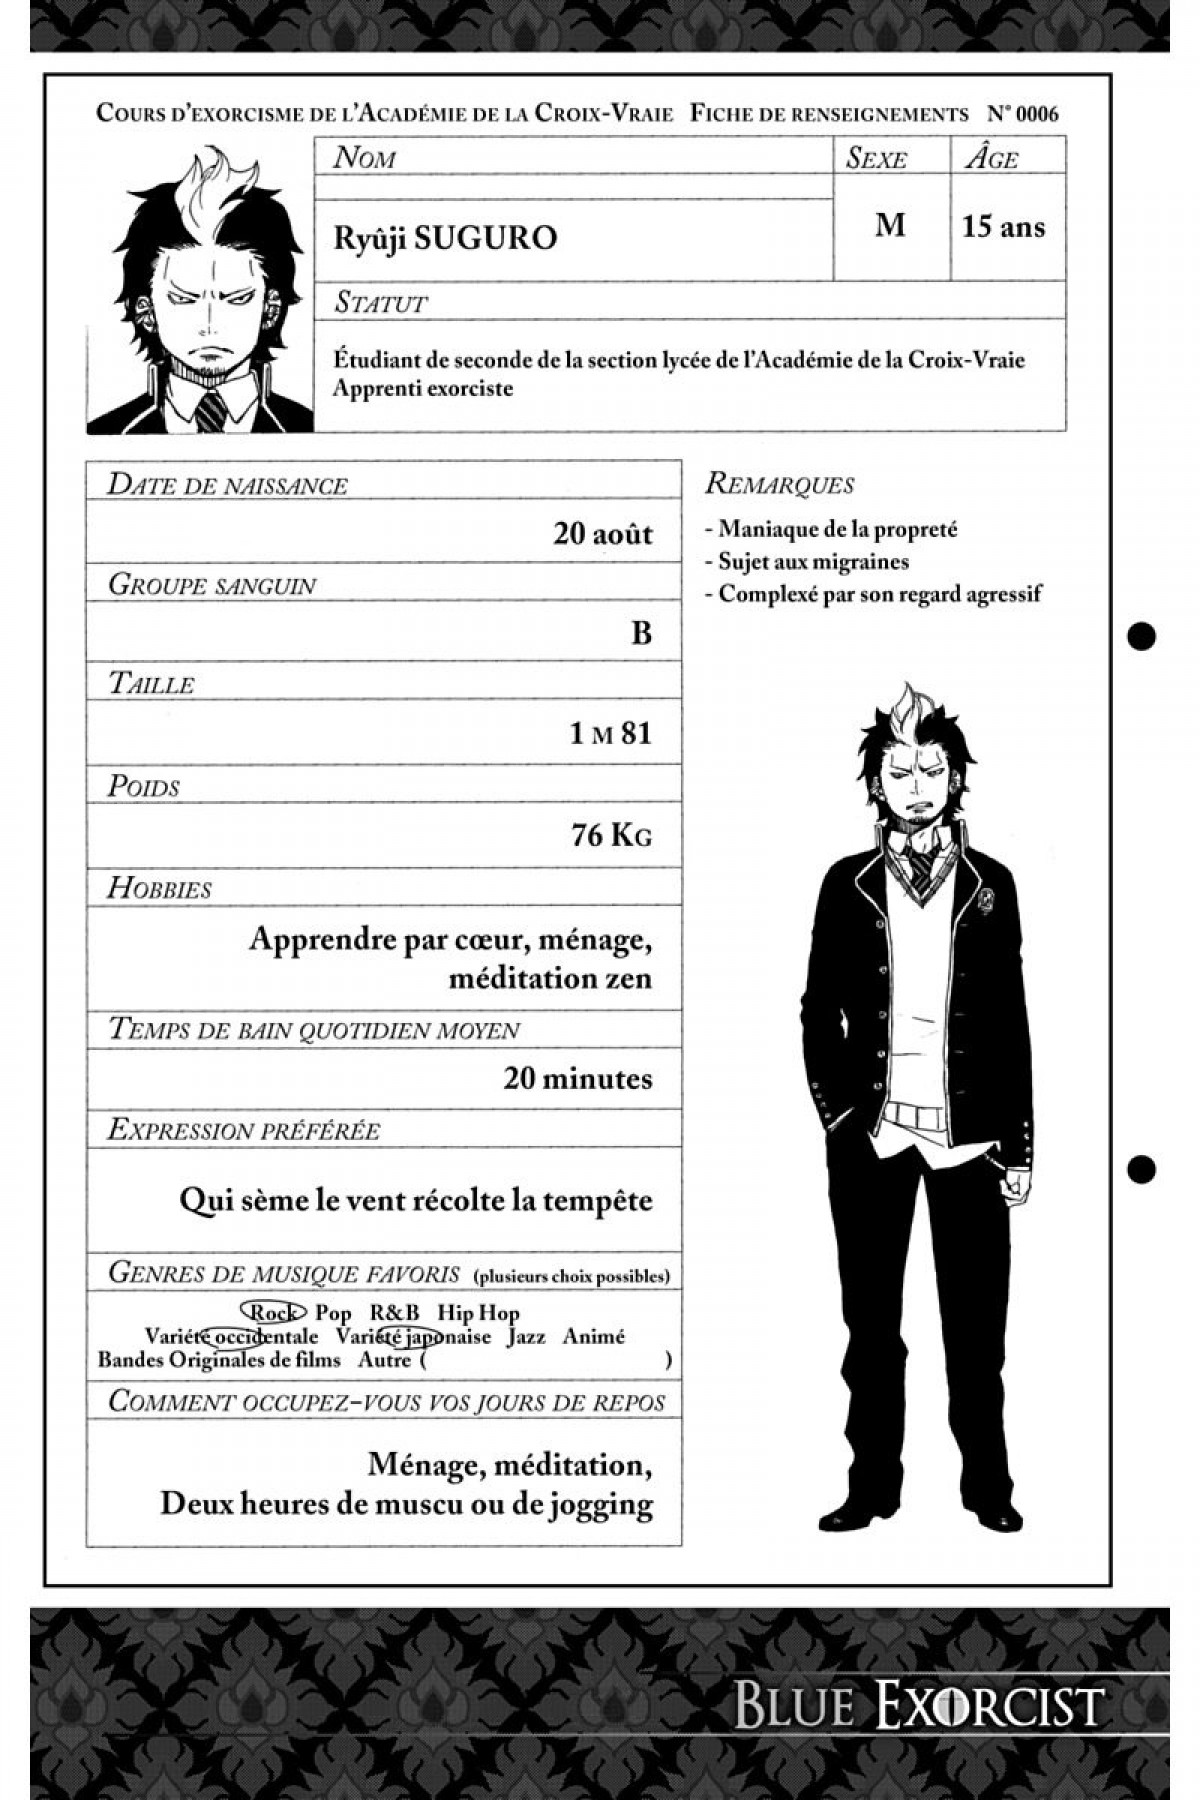 Cours d'exorcisme de l'Académie de la Croix-Vraie Fiche de renseignements N° 0006
Nom
Sexe
Âge
Ryûji SUGURO
M
15 ans
Statut
Étudiant de seconde de la section lycée de l'Académie de la Croix-Vraie
Apprenti exorciste
Date de naissance
20 août
Groupe sanguin
B
Taille
1 m 81
Poids
76 Kg
Hobbies
Apprendre par cœur, ménage,
méditation zen
Temps de bain quotidien moyen
20 minutes
Expression préférée
Qui sème le vent récolte la tempête
Genres de musique favoris (plusieurs choix possibles)
Rock Pop R&B Hip Hop
Variété occidentale Variété japonaise Jazz Animé
Bandes Originales de films Autre ( )
Comment occupez-vous vos jours de repos
Ménage, méditation,
Deux heures de muscu ou de jogging
Remarques
- Maniaque de la propreté
- Sujet aux migraines
- Complexé par son regard agressif
Blue Exorcist